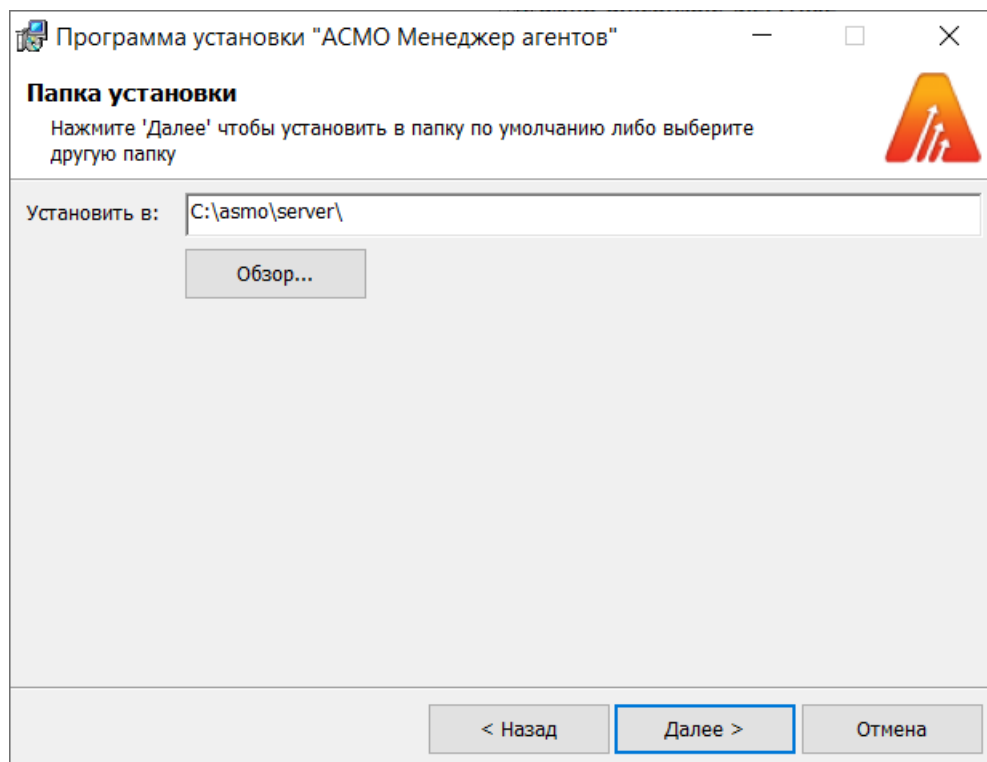 Программа установки "АСМО Менеджер агентов"
Папка установки
Нажмите 'Далее' чтобы установить в папку по умолчанию либо выберите
другую папку
Установить в: C:\asmo\server\
Обзор...
< Назад Далее > Отмена